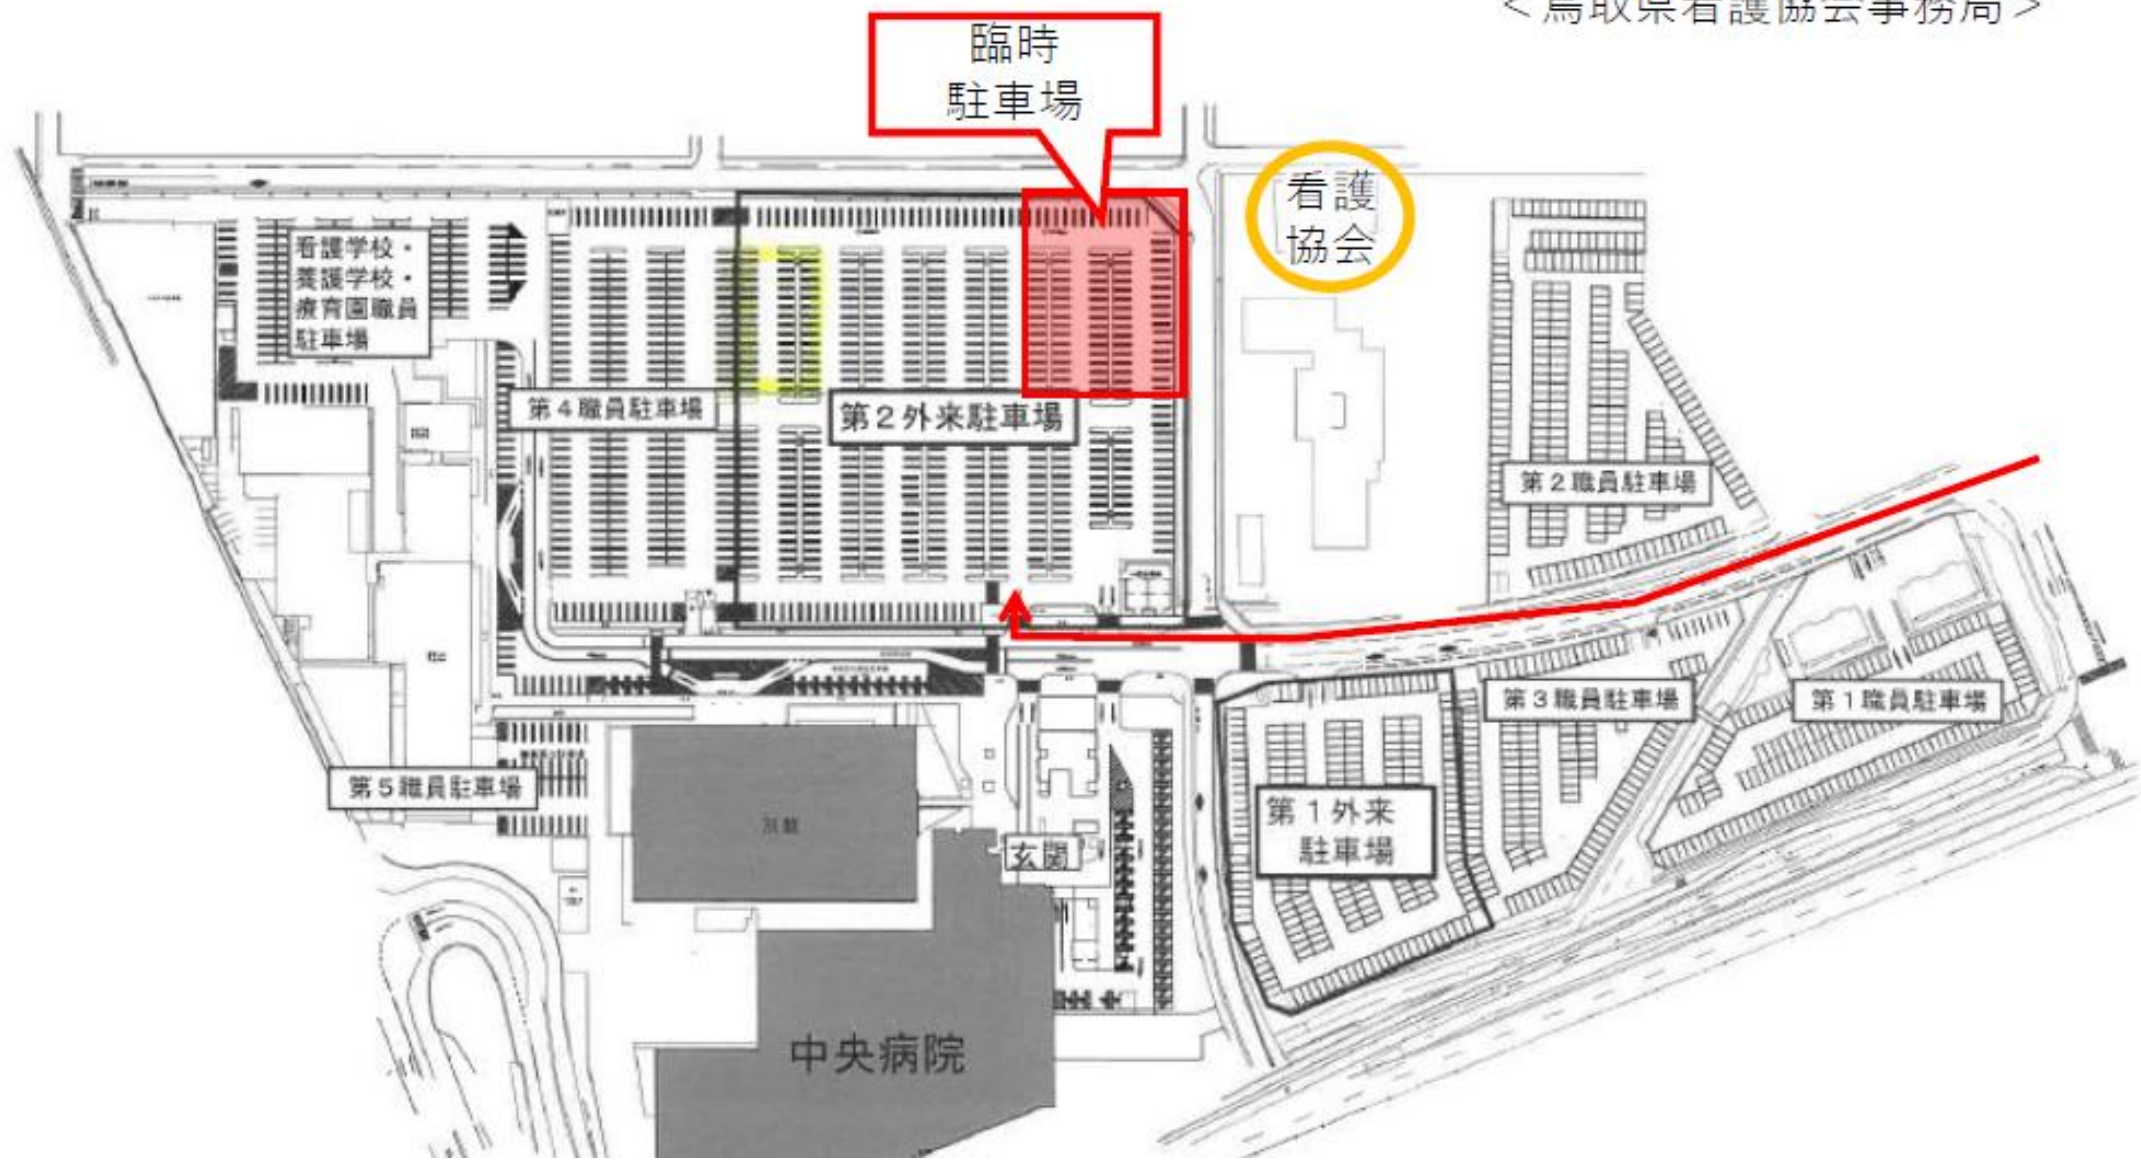 ＜鳥取県看護協会事務局＞
臨時
駐車場
看護
協会
看護学校・
養護学校・
療育園職員
駐車場
第４職員駐車場
第２外来駐車場
第２職員駐車場
第３職員駐車場
第１職員駐車場
第５職員駐車場
第１外来
駐車場
玄関
中央病院